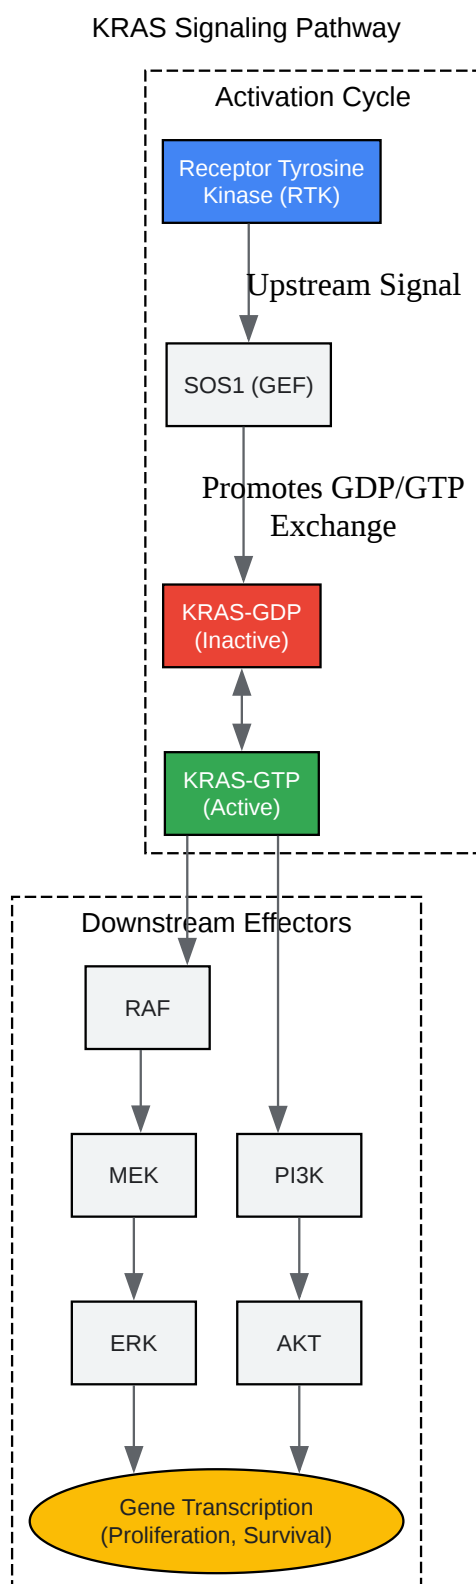 KRAS Signaling Pathway
Activation Cycle
Receptor Tyrosine
Kinase (RTK)
Upstream Signal
SOS1 (GEF)
Promotes GDP/GTP
Exchange
KRAS-GDP
(Inactive)
KRAS-GTP
(Active)
Downstream Effectors
RAF
MEK
PI3K
ERK
AKT
Gene Transcription
(Proliferation, Survival)